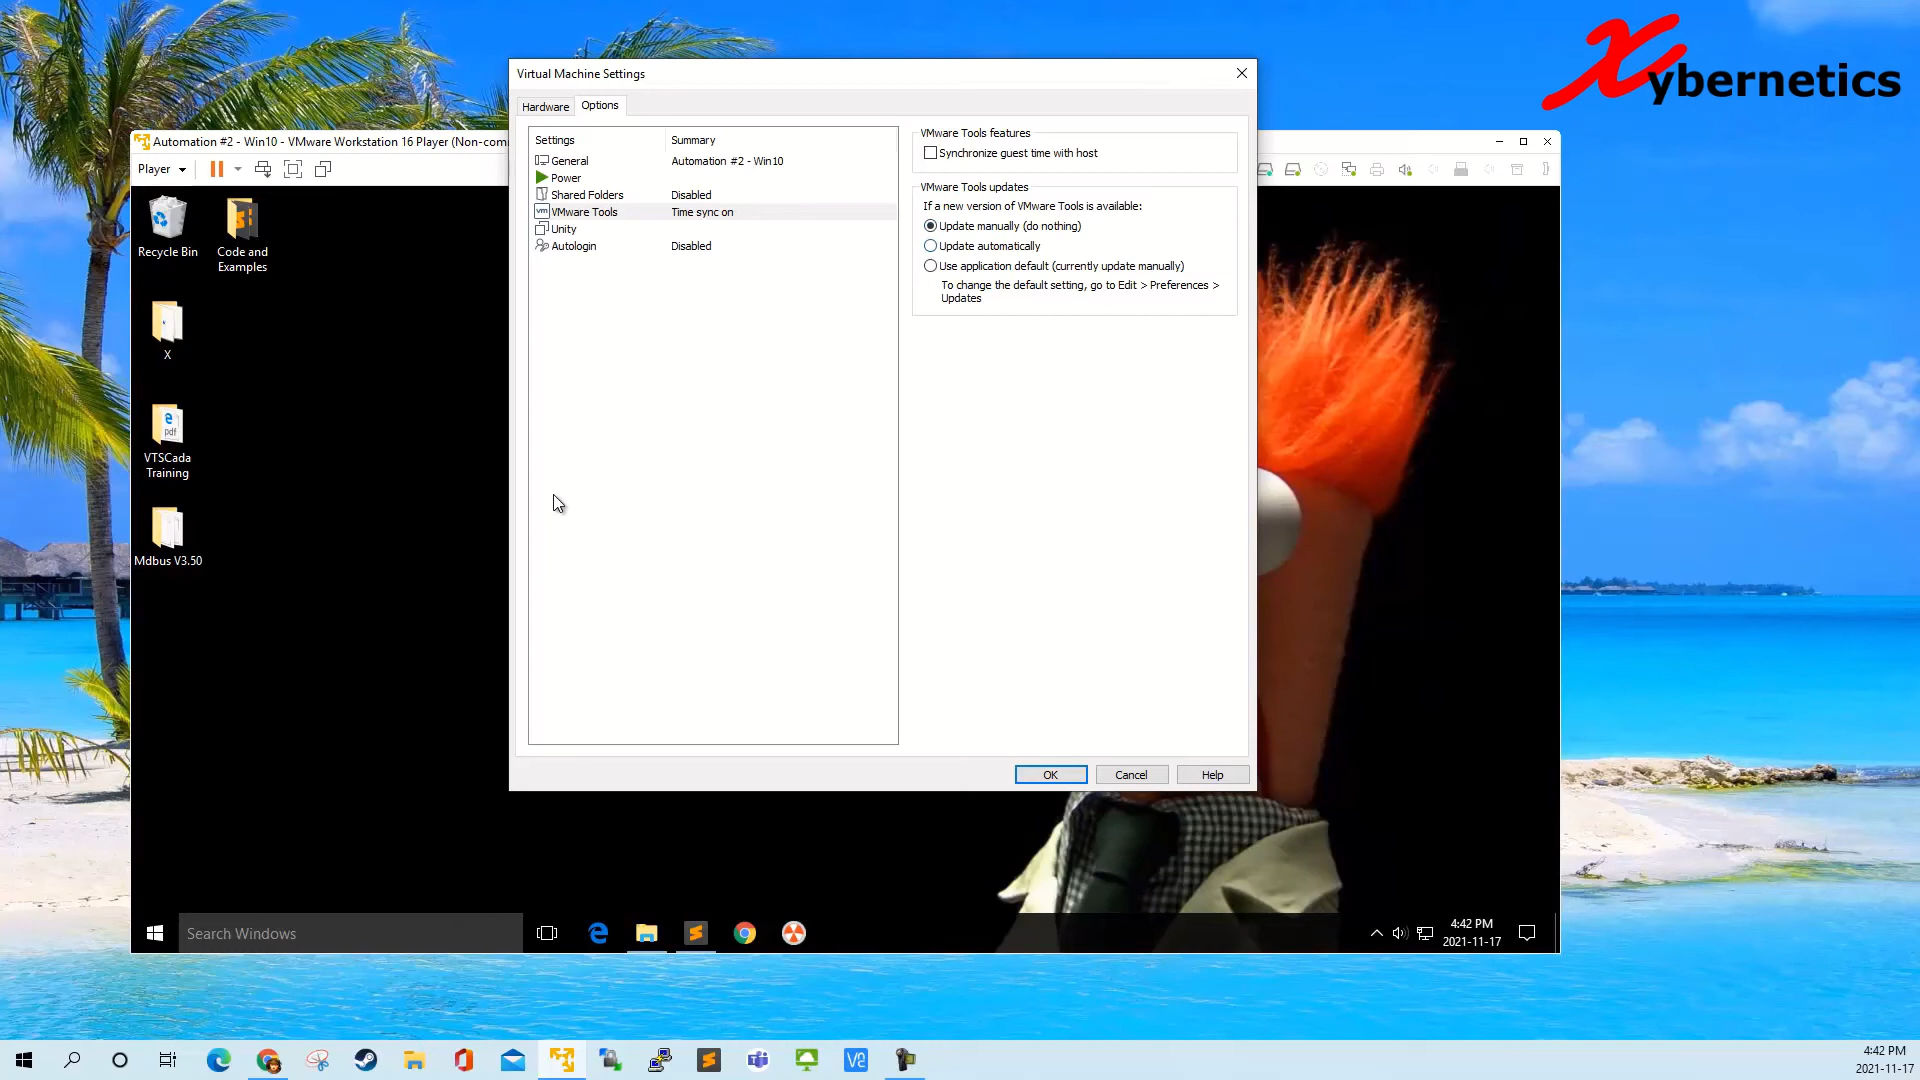 Xybernetics
Virtual Machine Settings
Hardware
Options
Automation #2 - Win10 - VMware Workstation 16 Player (Non-com
Player
Settings
Summary
General
Automation #2 - Win10
Power
Shared Folders
Disabled
VMware Tools
Time sync on
Unity
Autologin
Disabled
VMware Tools features
Synchronize guest time with host
VMware Tools updates
If a new version of VMware Tools is available:
Update manually (do nothing)
Update automatically
Use application default (currently update manually)
To change the default setting, go to Edit > Preferences >
Updates
OK
Cancel
Help
Recycle Bin
Code and
Examples
X
pdf
VTSCada
Training
Mdbus V3.50
Search Windows
4:42 PM
2021-11-17
4:42 PM
2021-11-17